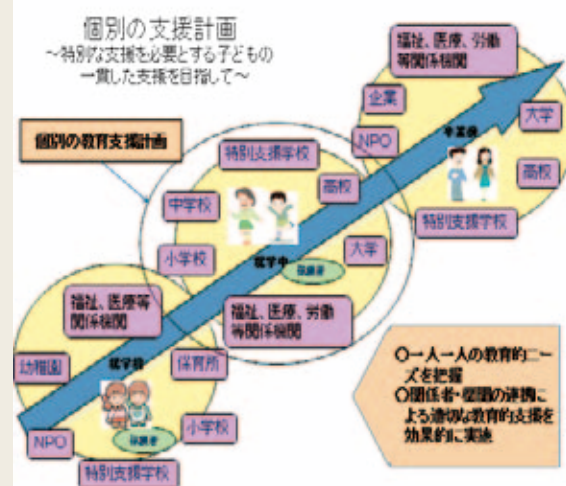 個別の支援計画
～特別な支援を必要とする子どもの
一貫した支援を目指して～
福祉、医療、労働
等関係機関
企業
大学
NPO
卒業後
高校
特別支援学校
個別の教育支援計画
特別支援学校
高校
中学校
小学校
大学
就学中
保護者
福祉、医療、労働
等関係機関
福祉、医療等
関係機関
幼稚園
保育所
就学前
小学校
NPO
保護者
特別支援学校
○一人一人の教育的ニー
ズを把握
○関係者・機関の連携に
よる適切な教育的支援を
効果的に実施